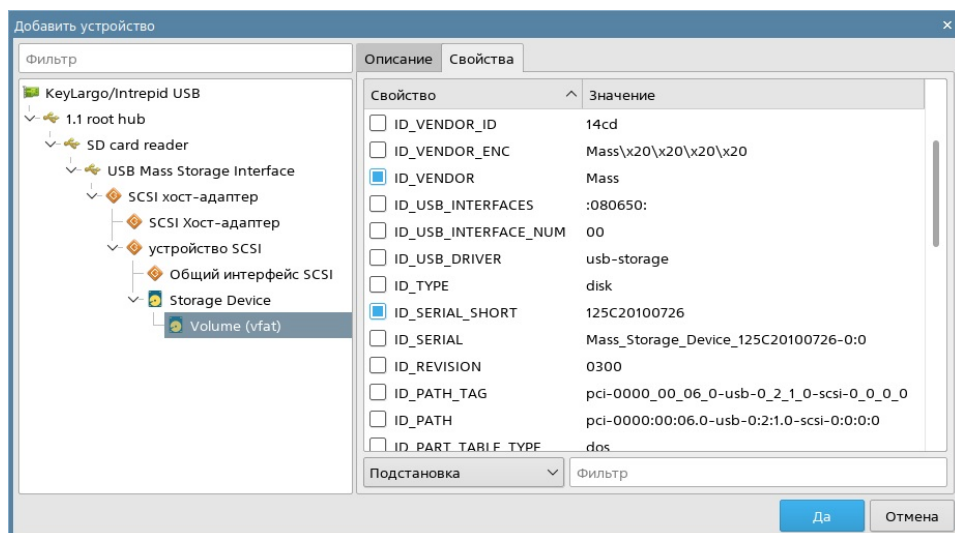 Добавить устройство
Фильтр
KeyLargo/Intrepid USB
1.1 root hub
SD card reader
USB Mass Storage Interface
SCSI хост-адаптер
SCSI Хост-адаптер
устройство SCSI
Общий интерфейс SCSI
Storage Device
Volume (vfat)
Описание Свойства
Свойство Значение
ID_VENDOR_ID 14cd
ID_VENDOR_ENC Mass\x20\x20\x20\x20
ID_VENDOR Mass
ID_USB_INTERFACES :080650:
ID_USB_INTERFACE_NUM 00
ID_USB_DRIVER usb-storage
ID_TYPE disk
ID_SERIAL_SHORT 125C20100726
ID_SERIAL Mass_Storage_Device_125C20100726-0:0
ID_REVISION 0300
ID_PATH_TAG pci-0000_00_06_0-usb-0_2_1_0-scsi-0_0_0_0
ID_PATH pci-0000:00:06.0-usb-0:2:1.0-scsi-0:0:0:0
ID_PART_TABLE_TYPE dos
Подстановка Фильтр
Да Отмена